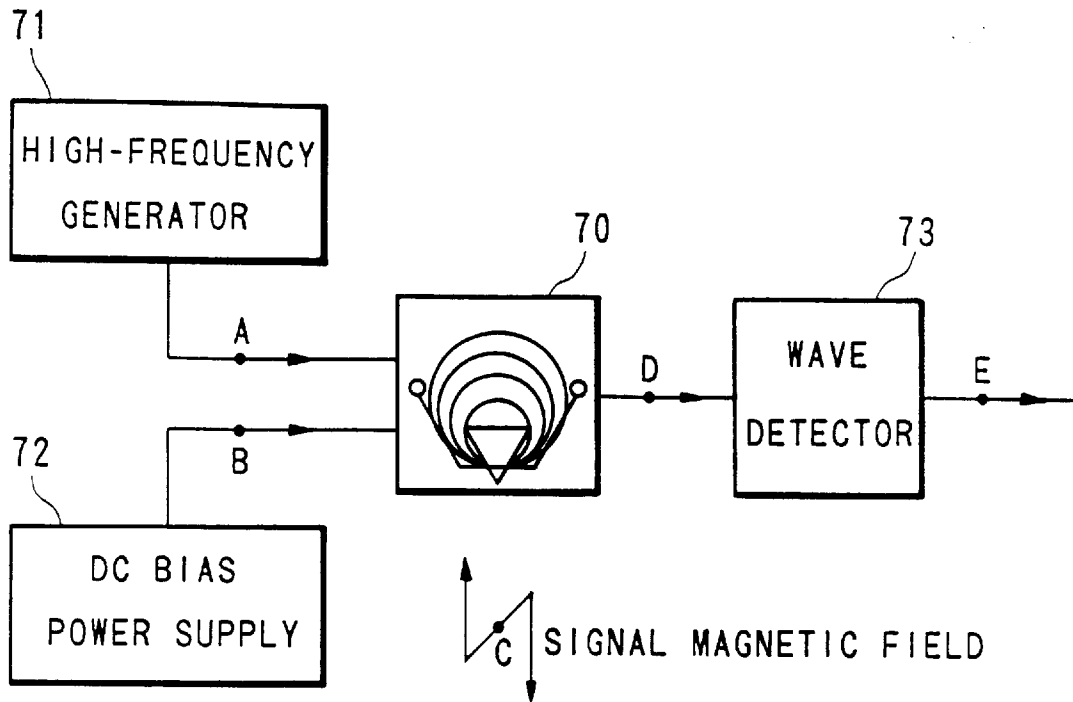 71
HIGH-FREQUENCY
GENERATOR
70
73
A
WAVE
DETECTOR
D
E
B
72
DC BIAS
POWER SUPPLY
C
SIGNAL MAGNETIC FIELD